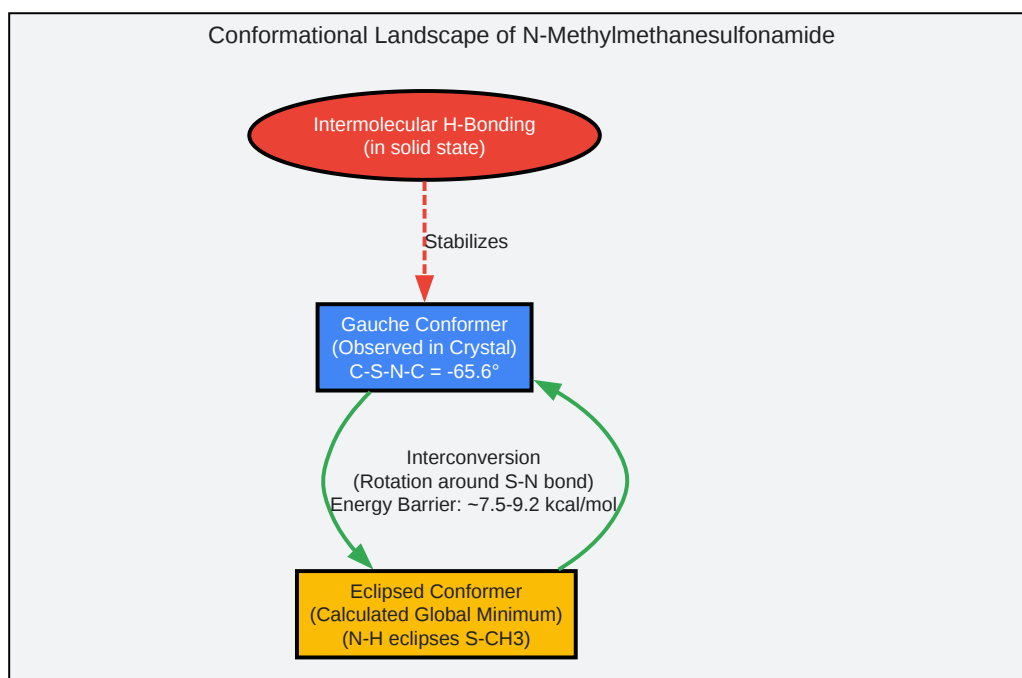 Conformational Landscape of N-Methylmethanesulfonamide
Intermolecular H-Bonding
(in solid state)
Stabilizes
Gauche Conformer
(Observed in Crystal)
C-S-N-C = -65.6°
Interconversion
(Rotation around S-N bond)
Energy Barrier: ~7.5-9.2 kcal/mol
Eclipsed Conformer
(Calculated Global Minimum)
(N-H eclipses S-CH3)